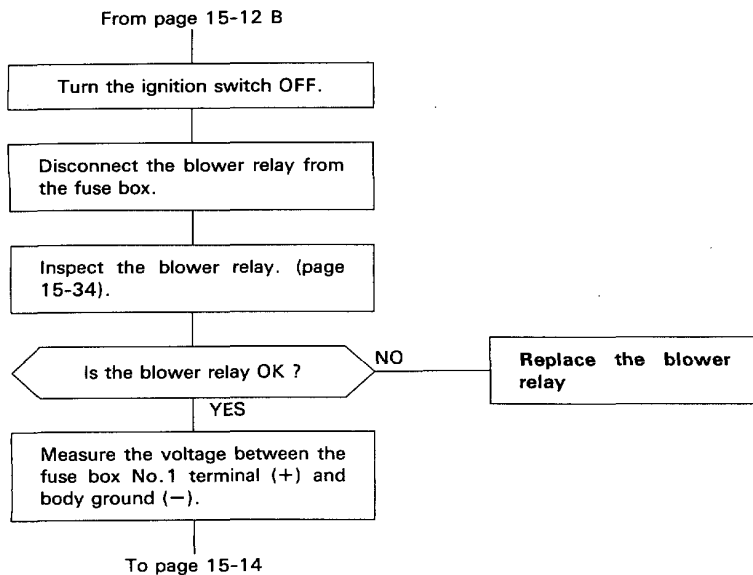 From page 15-12 B
Turn the ignition switch OFF.
Disconnect the blower relay from
the fuse box.
Inspect the blower relay. (page
15-34).
Is the blower relay OK ?
NO
Replace the blower
relay
YES
Measure the voltage between the
fuse box No.1 terminal (+) and
body ground (−).
To page 15-14